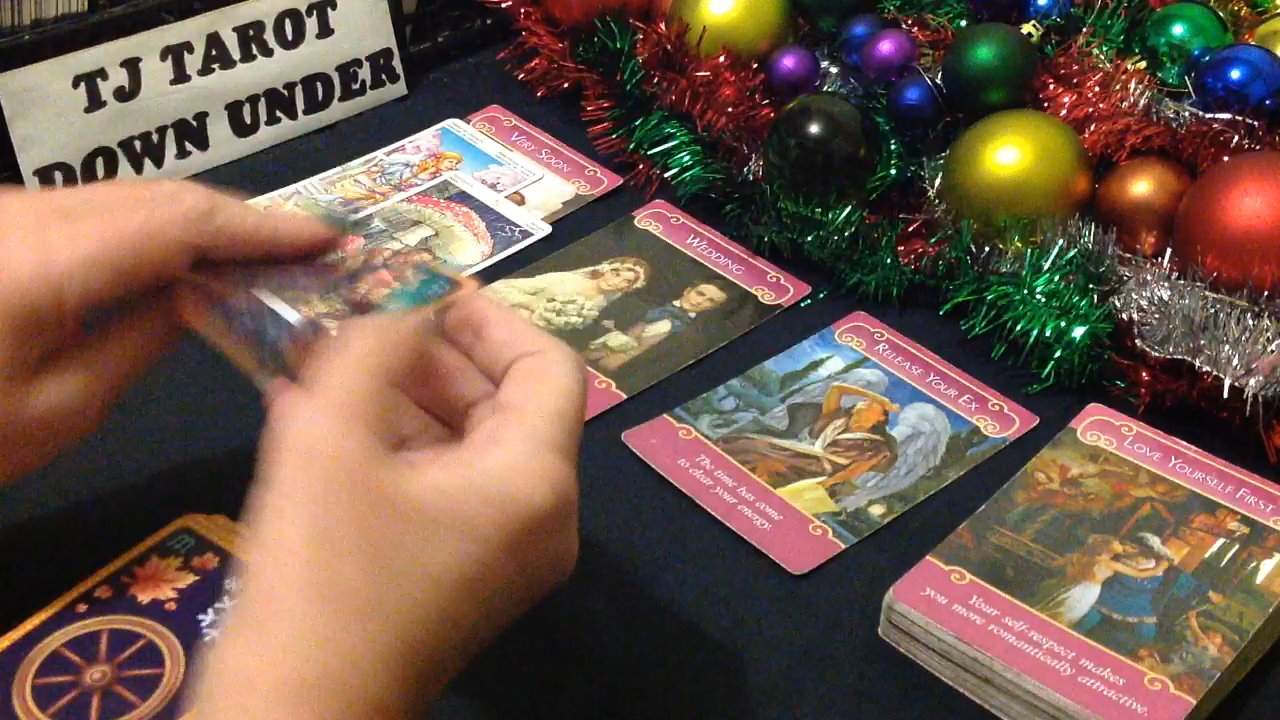 TJ TAROT
DOWN UNDER
VERY SOON
WEDDING
RELEASE YOUR EX
The time has come
to clear your energy.
LOVE YOURSELF FIRST
Your self-respect makes
you more romantically attractive.